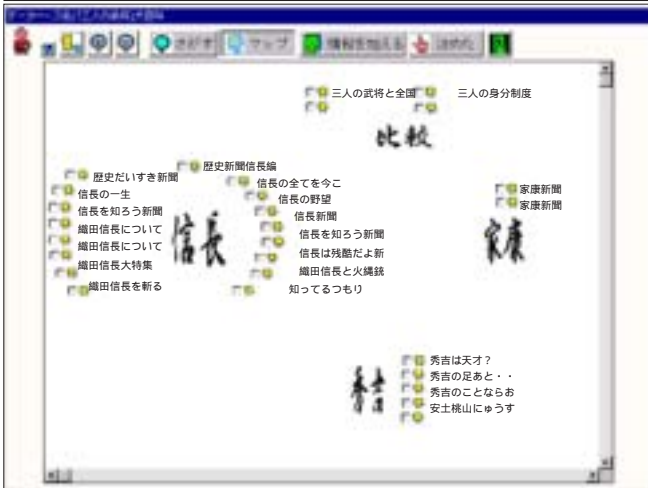 さがす
マップ
情報を加える
決めた
三人の武将と全国
三人の身分制度
比較
歴史新聞信長編
歴史だいすき新聞
信長の全てを今こ
信長の一生
信長の野望
信長を知ろう新聞
信長新聞
織田信長について
信長を知ろう新聞
織田信長について
信長は残酷だよ新
織田信長大特集
織田信長と火縄銃
織田信長を斬る
知ってるつもり
信長
家康新聞
家康新聞
家康
秀吉は天才?
秀吉の足あと・・
秀吉のことならお
安土桃山にゅうす
秀吉